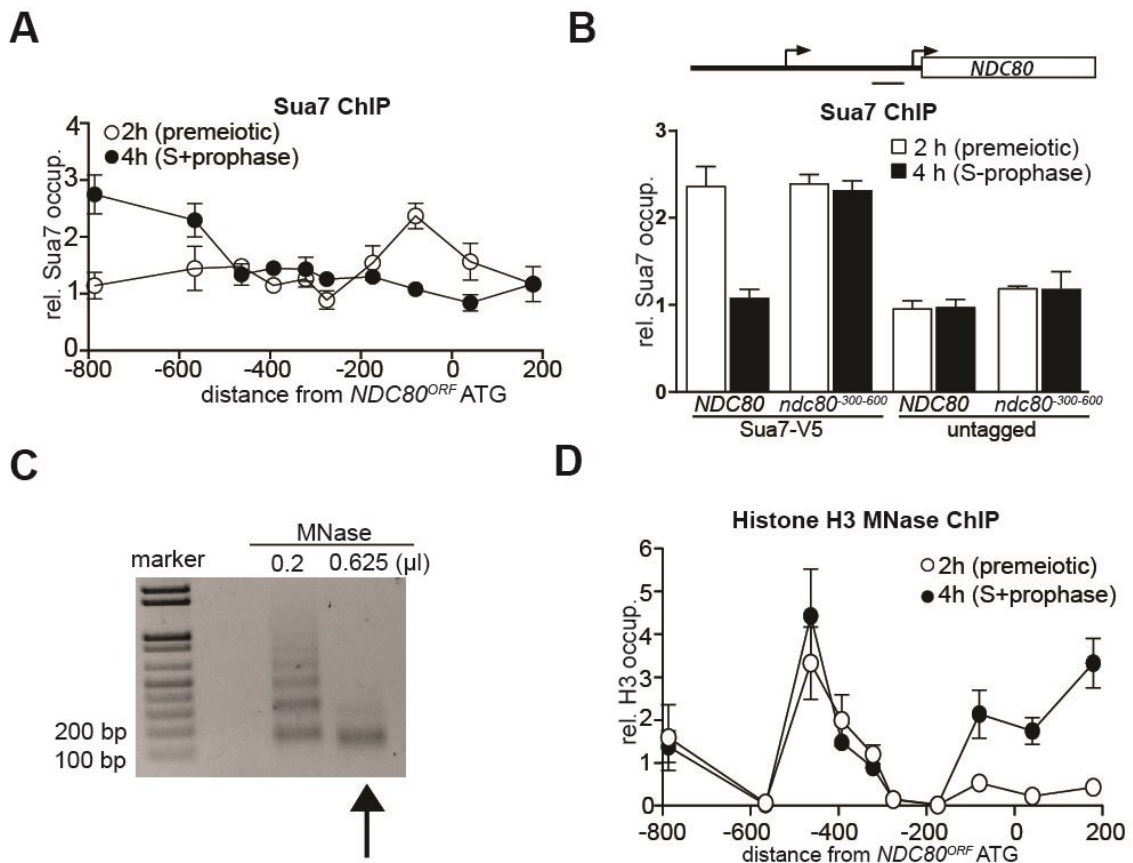 A
Sua7 ChIP
2h (premeiotic)
4h (S+prophase)
rel. Sua7 occup.
4
3
2
1
0
-800 -600 -400 -200 0 200
distance from NDC80ORF ATG
B
NDC80
Sua7 ChIP
2 h (premeiotic)
4 h (S-prophase)
rel. Sua7 occup.
3
2
1
0
NDC80 ndc80-300-600 NDC80 ndc80-300-600
Sua7-V5 untagged
C
MNase
marker 0.2 0.625 (µl)
200 bp
100 bp
D
Histone H3 MNase ChIP
2h (premeiotic)
4h (S+prophase)
rel. H3 occup.
6
5
4
3
2
1
0
-800 -600 -400 -200 0 200
distance from NDC80ORF ATG